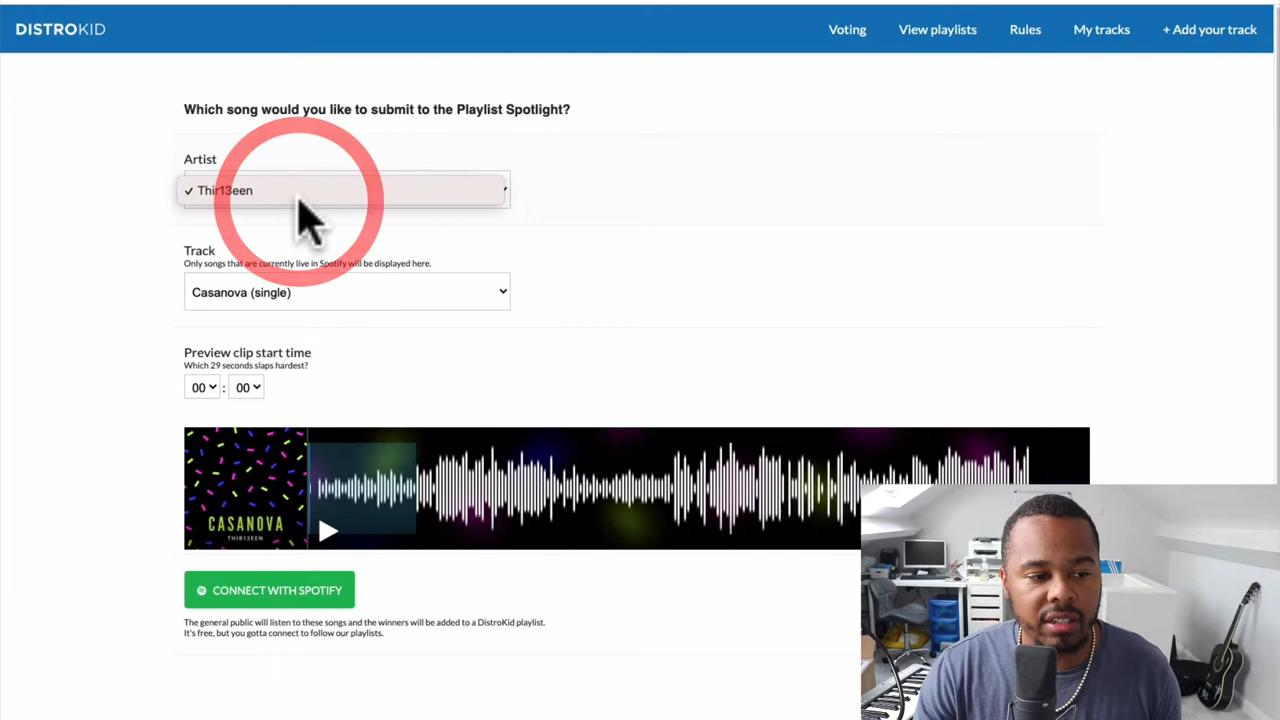 DISTROKID
Voting
View playlists
Rules
My tracks
+ Add your track
Which song would you like to submit to the Playlist Spotlight?
Artist
✓ Thir13een
Track
Only songs that are currently live in Spotify will be displayed here.
Casanova (single)
Preview clip start time
Which 29 seconds slaps hardest?
00 : 00
CASANOVA
THIR13EEN
CONNECT WITH SPOTIFY
The general public will listen to these songs and the winners will be added to a DistroKid playlist.
It's free, but you gotta connect to follow our playlists.